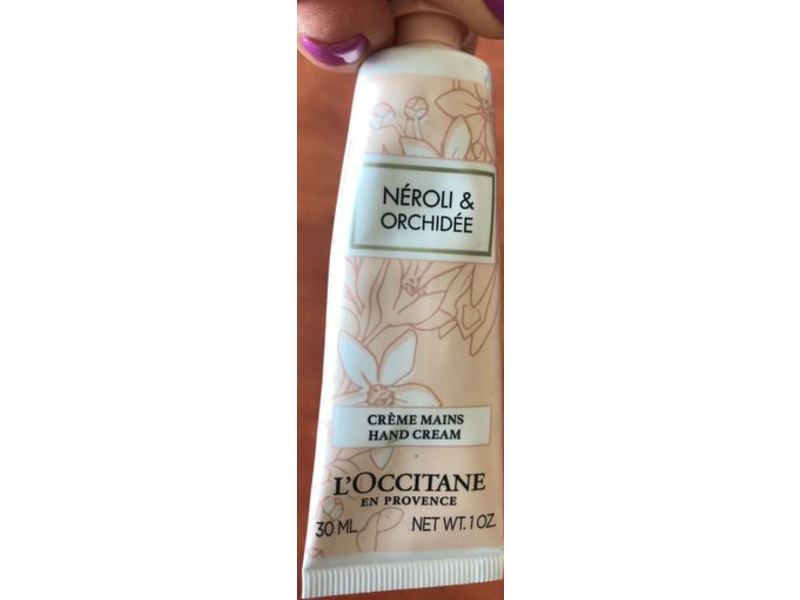 NÉROLI &
ORCHIDÉE
CRÈME MAINS
HAND CREAM
L'OCCITANE
EN PROVENCE
30 ML NET WT. 1 OZ.